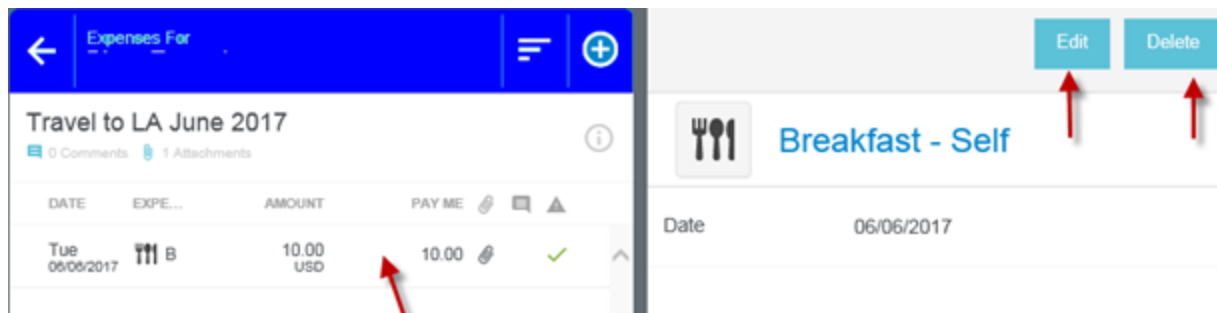 Expenses For
Travel to LA June 2017
0 Comments 1 Attachments
DATE EXPE... AMOUNT PAY ME
Tue
06/06/2017
B
10.00
USD
10.00
Edit Delete
Breakfast - Self
Date 06/06/2017